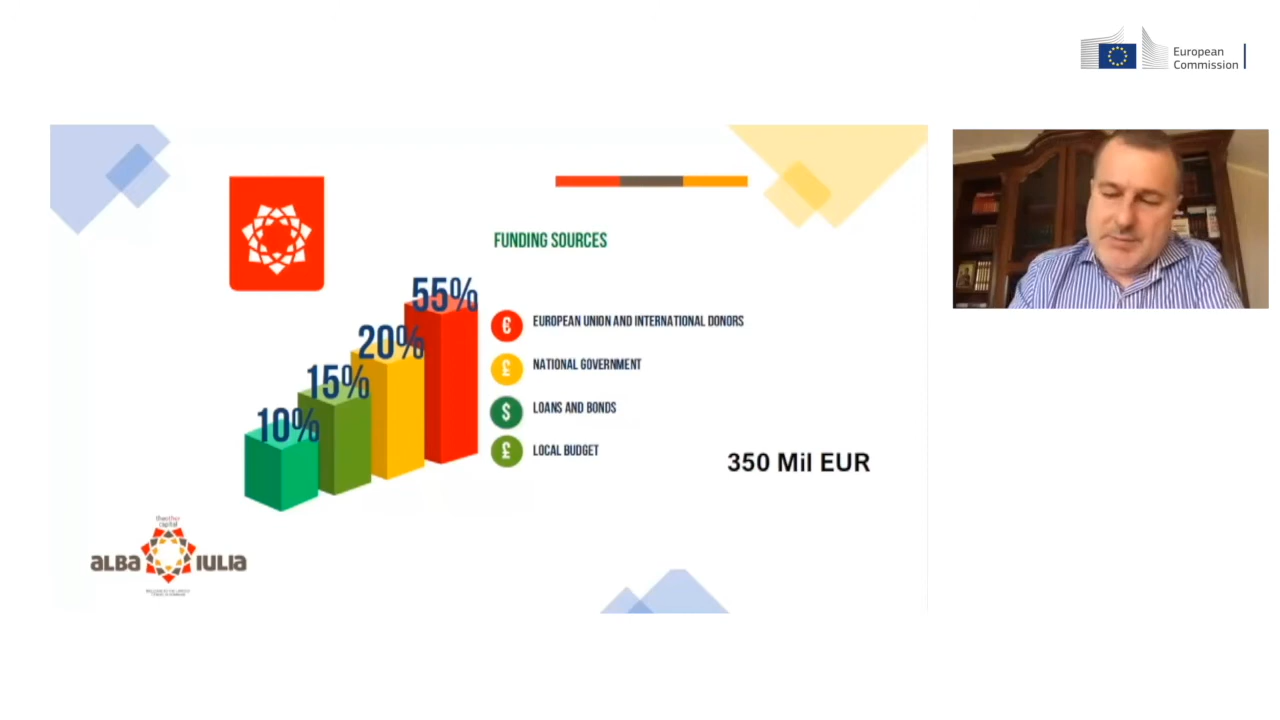 European
Commission
FUNDING SOURCES
55%
20%
15%
10%
€ EUROPEAN UNION AND INTERNATIONAL DONORS
£ NATIONAL GOVERNMENT
$ LOANS AND BONDS
£ LOCAL BUDGET
350 Mil EUR
capital
ALBA IULIA